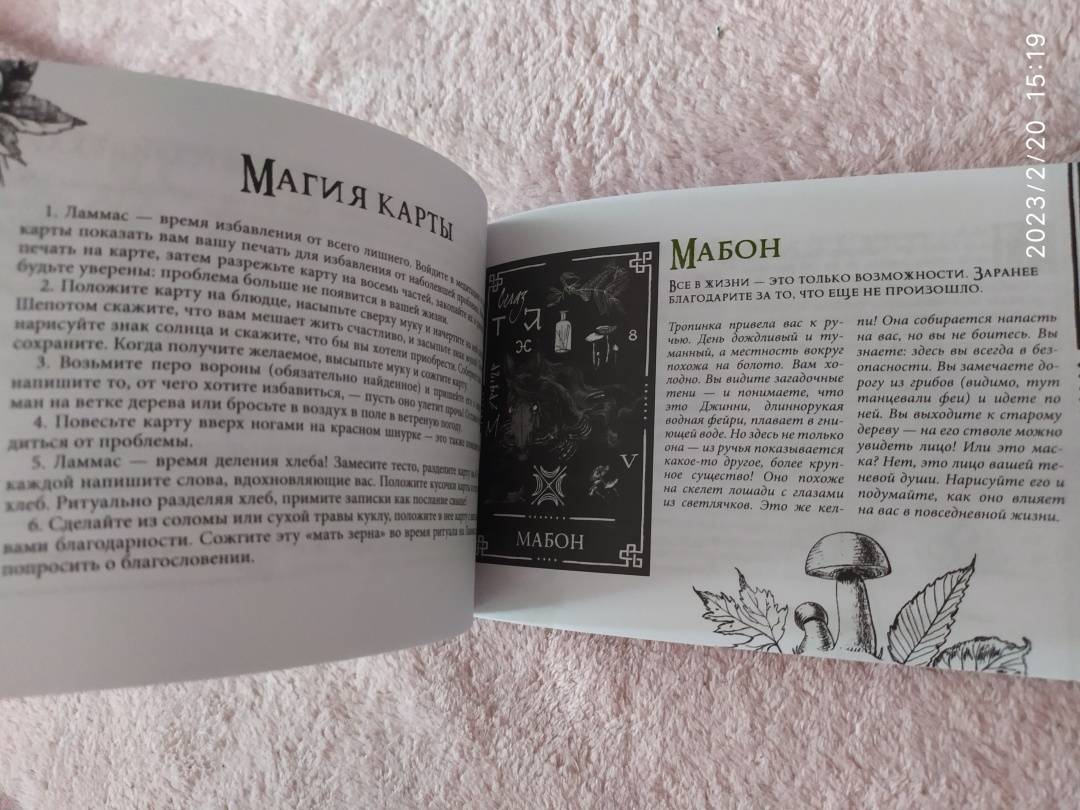 МАГИЯ КАРТЫ
1. Ламмас — время избавления от всего лишнего. Войдите в
карты показать вам вашу печать для избавления от наболевшей
печать на карте, затем разрежьте карту на восемь частей, закопайте их и
будьте уверены: проблема больше не появится в вашей жизни.
2. Положите карту на блюдце, насыпьте сверху муку и начертите на ней
Шепотом скажите, что вам мешает жить счастливо, и засыпьте
нарисуйте знак солнца и скажите, что бы вы хотели приобрести.
сохраните. Когда получите желаемое, высыпьте муку и сожгите карту.
3. Возьмите перо вороны (обязательно найденное) и пришейте его
напишите то, от чего хотите избавиться, — пусть оно улетит прочь!
ман на ветке дерева или бросьте в воздух в поле в ветреную погоду.
4. Повесьте карту вверх ногами на красном шнурке — это также
диться от проблемы.
5. Ламмас — время деления хлеба! Замесите тесто, разделите карту на
каждой напишите слова, вдохновляющие вас. Положите кусочки карты
хлеб. Ритуально разделяя хлеб, примите записки как послание свыше!
6. Сделайте из соломы или сухой травы куклу, положите в нее карту с
вами благодарности. Сожгите эту «мать зерна» во время ритуала на
попросить о благословении.
8
V
МАБОН
МАБОН
ВСЕ В ЖИЗНИ — ЭТО ТОЛЬКО ВОЗМОЖНОСТИ. ЗАРАНЕЕ
БЛАГОДАРИТЕ ЗА ТО, ЧТО ЕЩЕ НЕ ПРОИЗОШЛО.
Тропинка привела вас к ру-
чью. День дождливый и ту-
манный, а местность вокруг
похожа на болото. Вам хо-
лодно. Вы видите загадочные
тени — и понимаете, что
это Джинни, длиннорукая
водная фейри, плавает в гни-
ющей воде. Но здесь не только
она — из ручья показывается
какое-то другое, более круп-
ное существо! Оно похоже
на скелет лошади с глазами
из светлячков. Это же кел-
пи! Она собирается напасть
на вас, но вы не боитесь. Вы
знаете: здесь вы всегда в без-
опасности. Вы замечаете до-
рогу из грибов (видимо, тут
танцевали феи) и идете по
ней. Вы выходите к старому
дереву — на его стволе можно
увидеть лицо! Или это мас-
ка? Нет, это лицо вашей те-
невой души. Нарисуйте его и
подумайте, как оно влияет
на вас в повседневной жизни.
2023/2/20 15:19